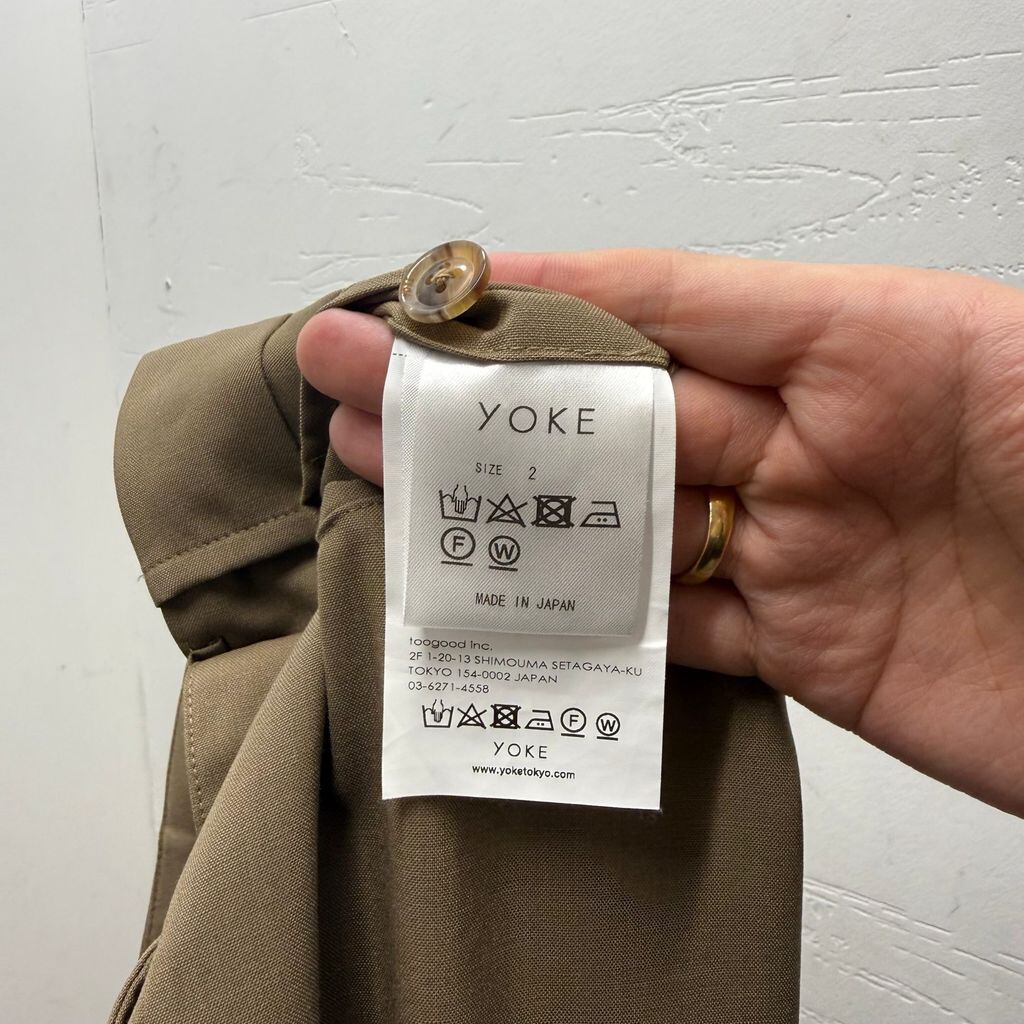 YOKE
SIZE 2
F W
MADE IN JAPAN
toogood inc.
2F 1-20-13 SHIMOUMA SETAGAYA-KU
TOKYO 154-0002 JAPAN
03-6271-4558
F W
YOKE
www.yoketokyo.com